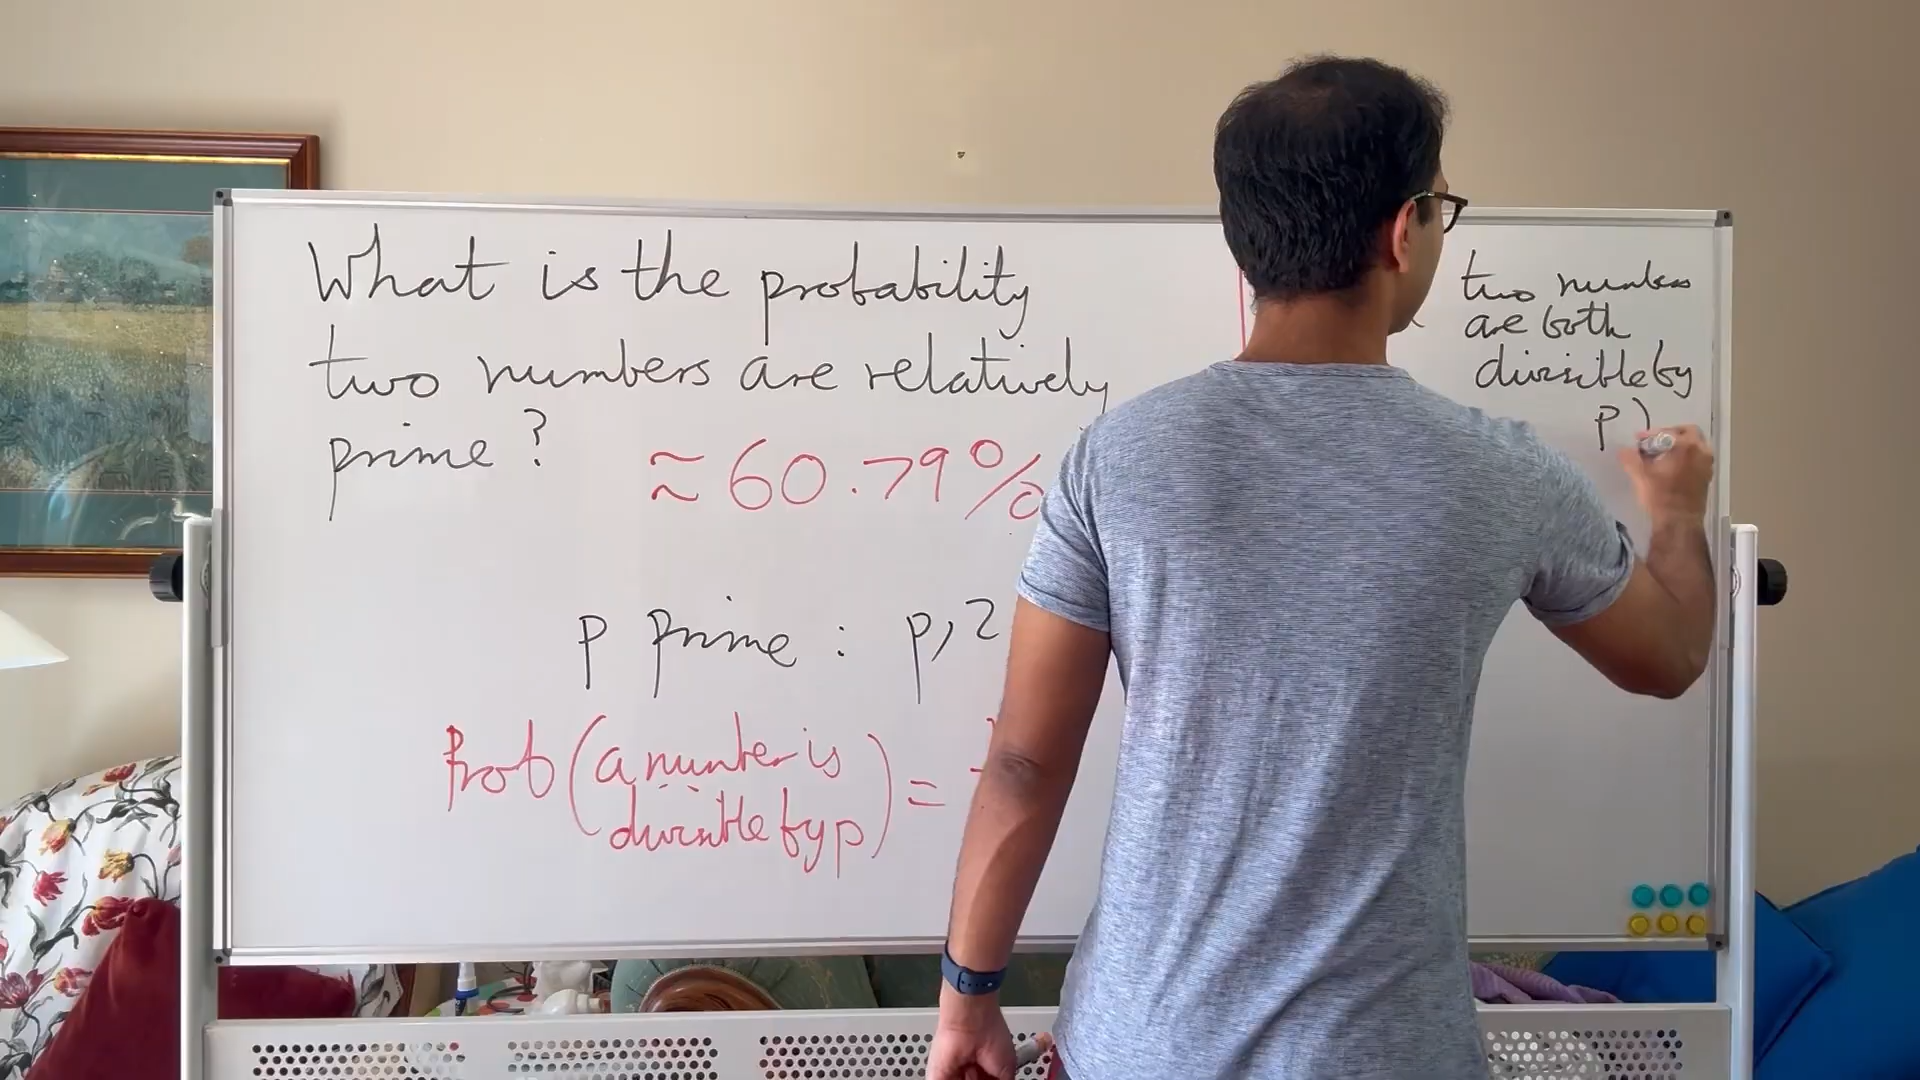 What is the probability
two numbers are relatively
prime?
≈ 60.79%
p prime : p, 2
Prob (a number is
divisible by p) =
two numbers
are both
divisible by
p)